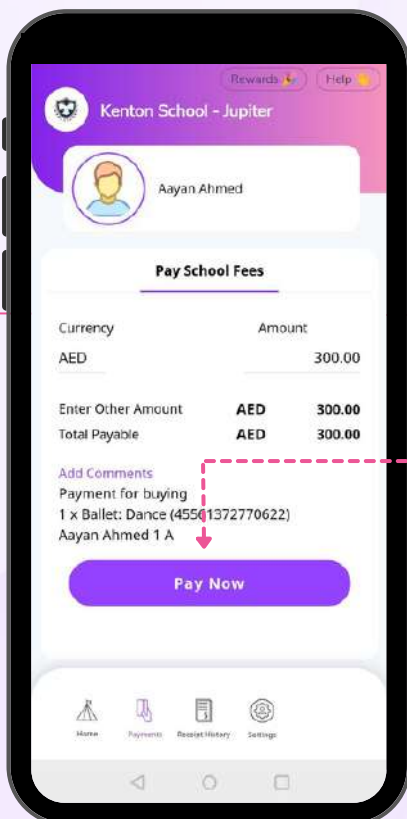 Rewards 🎉 Help 👋
Kenton School - Jupiter
Aayan Ahmed
Pay School Fees
Currency Amount
AED 300.00
Enter Other Amount AED 300.00
Total Payable AED 300.00
Add Comments
Payment for buying
1 x Ballet: Dance (45561372770622)
Aayan Ahmed 1 A
Pay Now
Home Payments Receipt History Settings